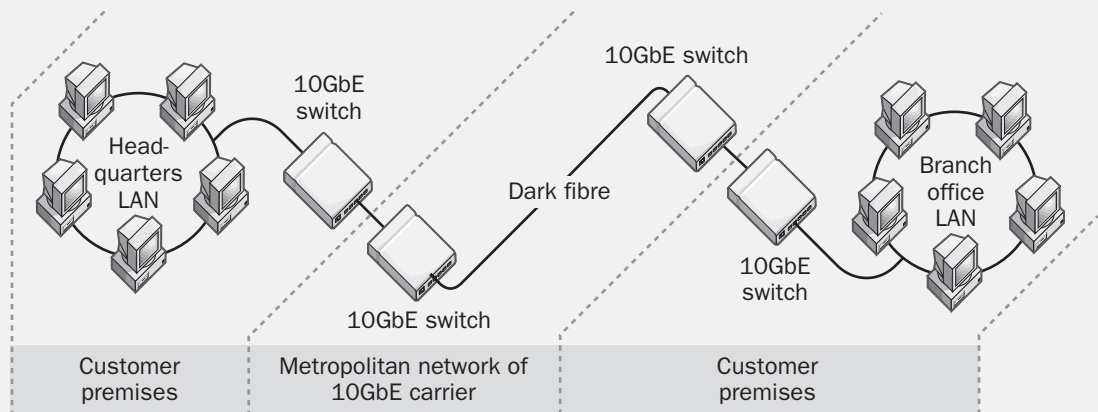 10GbE
switch
Head-
quarters
LAN
10GbE switch
Dark fibre
10GbE switch
10GbE
switch
Branch
office
LAN
Customer
premises
Metropolitan network of
10GbE carrier
Customer
premises